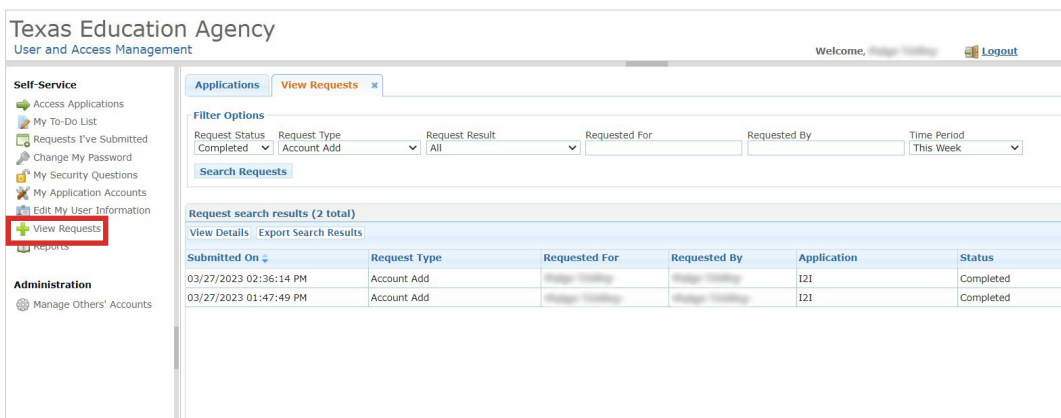 Texas Education Agency
User and Access Management
Welcome,
Logout
Self-Service
Access Applications
My To-Do List
Requests I've Submitted
Change My Password
My Security Questions
My Application Accounts
Edit My User Information
View Requests
Reports
Administration
Manage Others' Accounts
Applications View Requests
Filter Options
Request Status Request Type Request Result Requested For Requested By Time Period
Completed Account Add All This Week
Search Requests
Request search results (2 total)
View Details Export Search Results
Submitted On Request Type Requested For Requested By Application Status
03/27/2023 02:36:14 PM Account Add I2I Completed
03/27/2023 01:47:49 PM Account Add I2I Completed